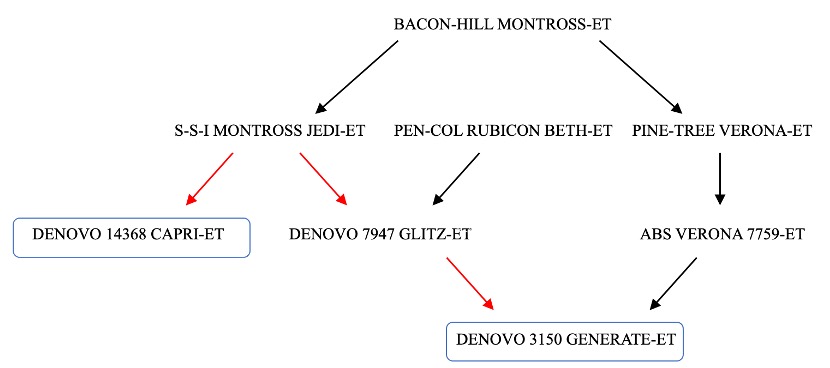 BACON-HILL MONTROSS-ET
S-S-I MONTROSS JEDI-ET
PEN-COL RUBICON BETH-ET
PINE-TREE VERONA-ET
DENOVO 14368 CAPRI-ET
DENOVO 7947 GLITZ-ET
ABS VERONA 7759-ET
DENOVO 3150 GENERATE-ET